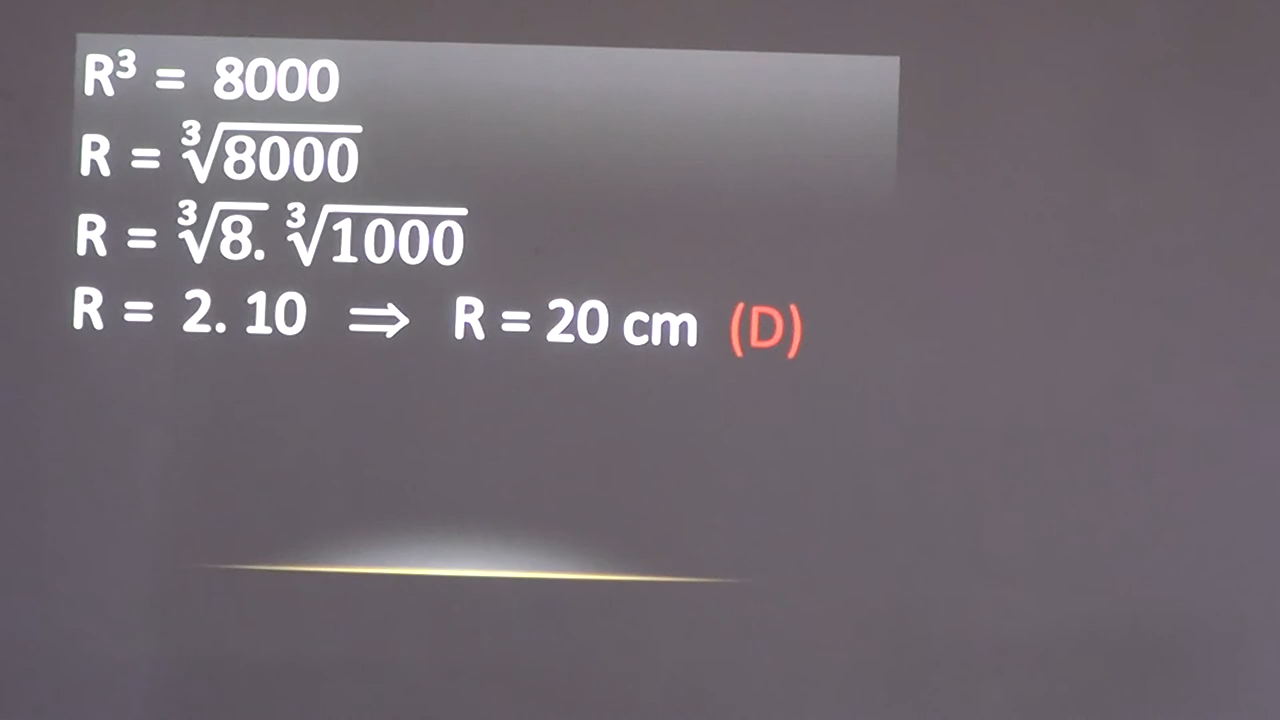 R³ = 8000
R = ∛8000
R = ∛8. ∛1000
R = 2. 10 ⇒ R = 20 cm (D)